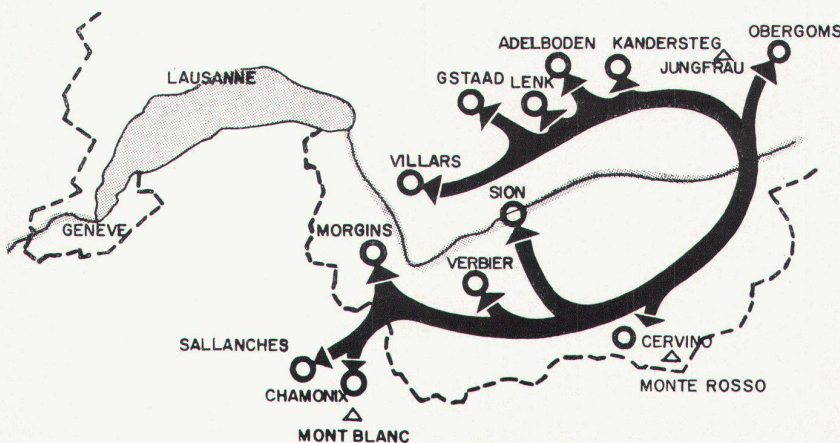 OBERGOMS
ADELBODEN
KANDERSTEG
JUNGFRAU
LAUSANNE
GSTAAD
LENK
VILLARS
SION
GENEVE
MORGINS
VERBIER
SALLANCHES
CERVINO
CHAMONIX
MONTE ROSSO
MONT BLANC